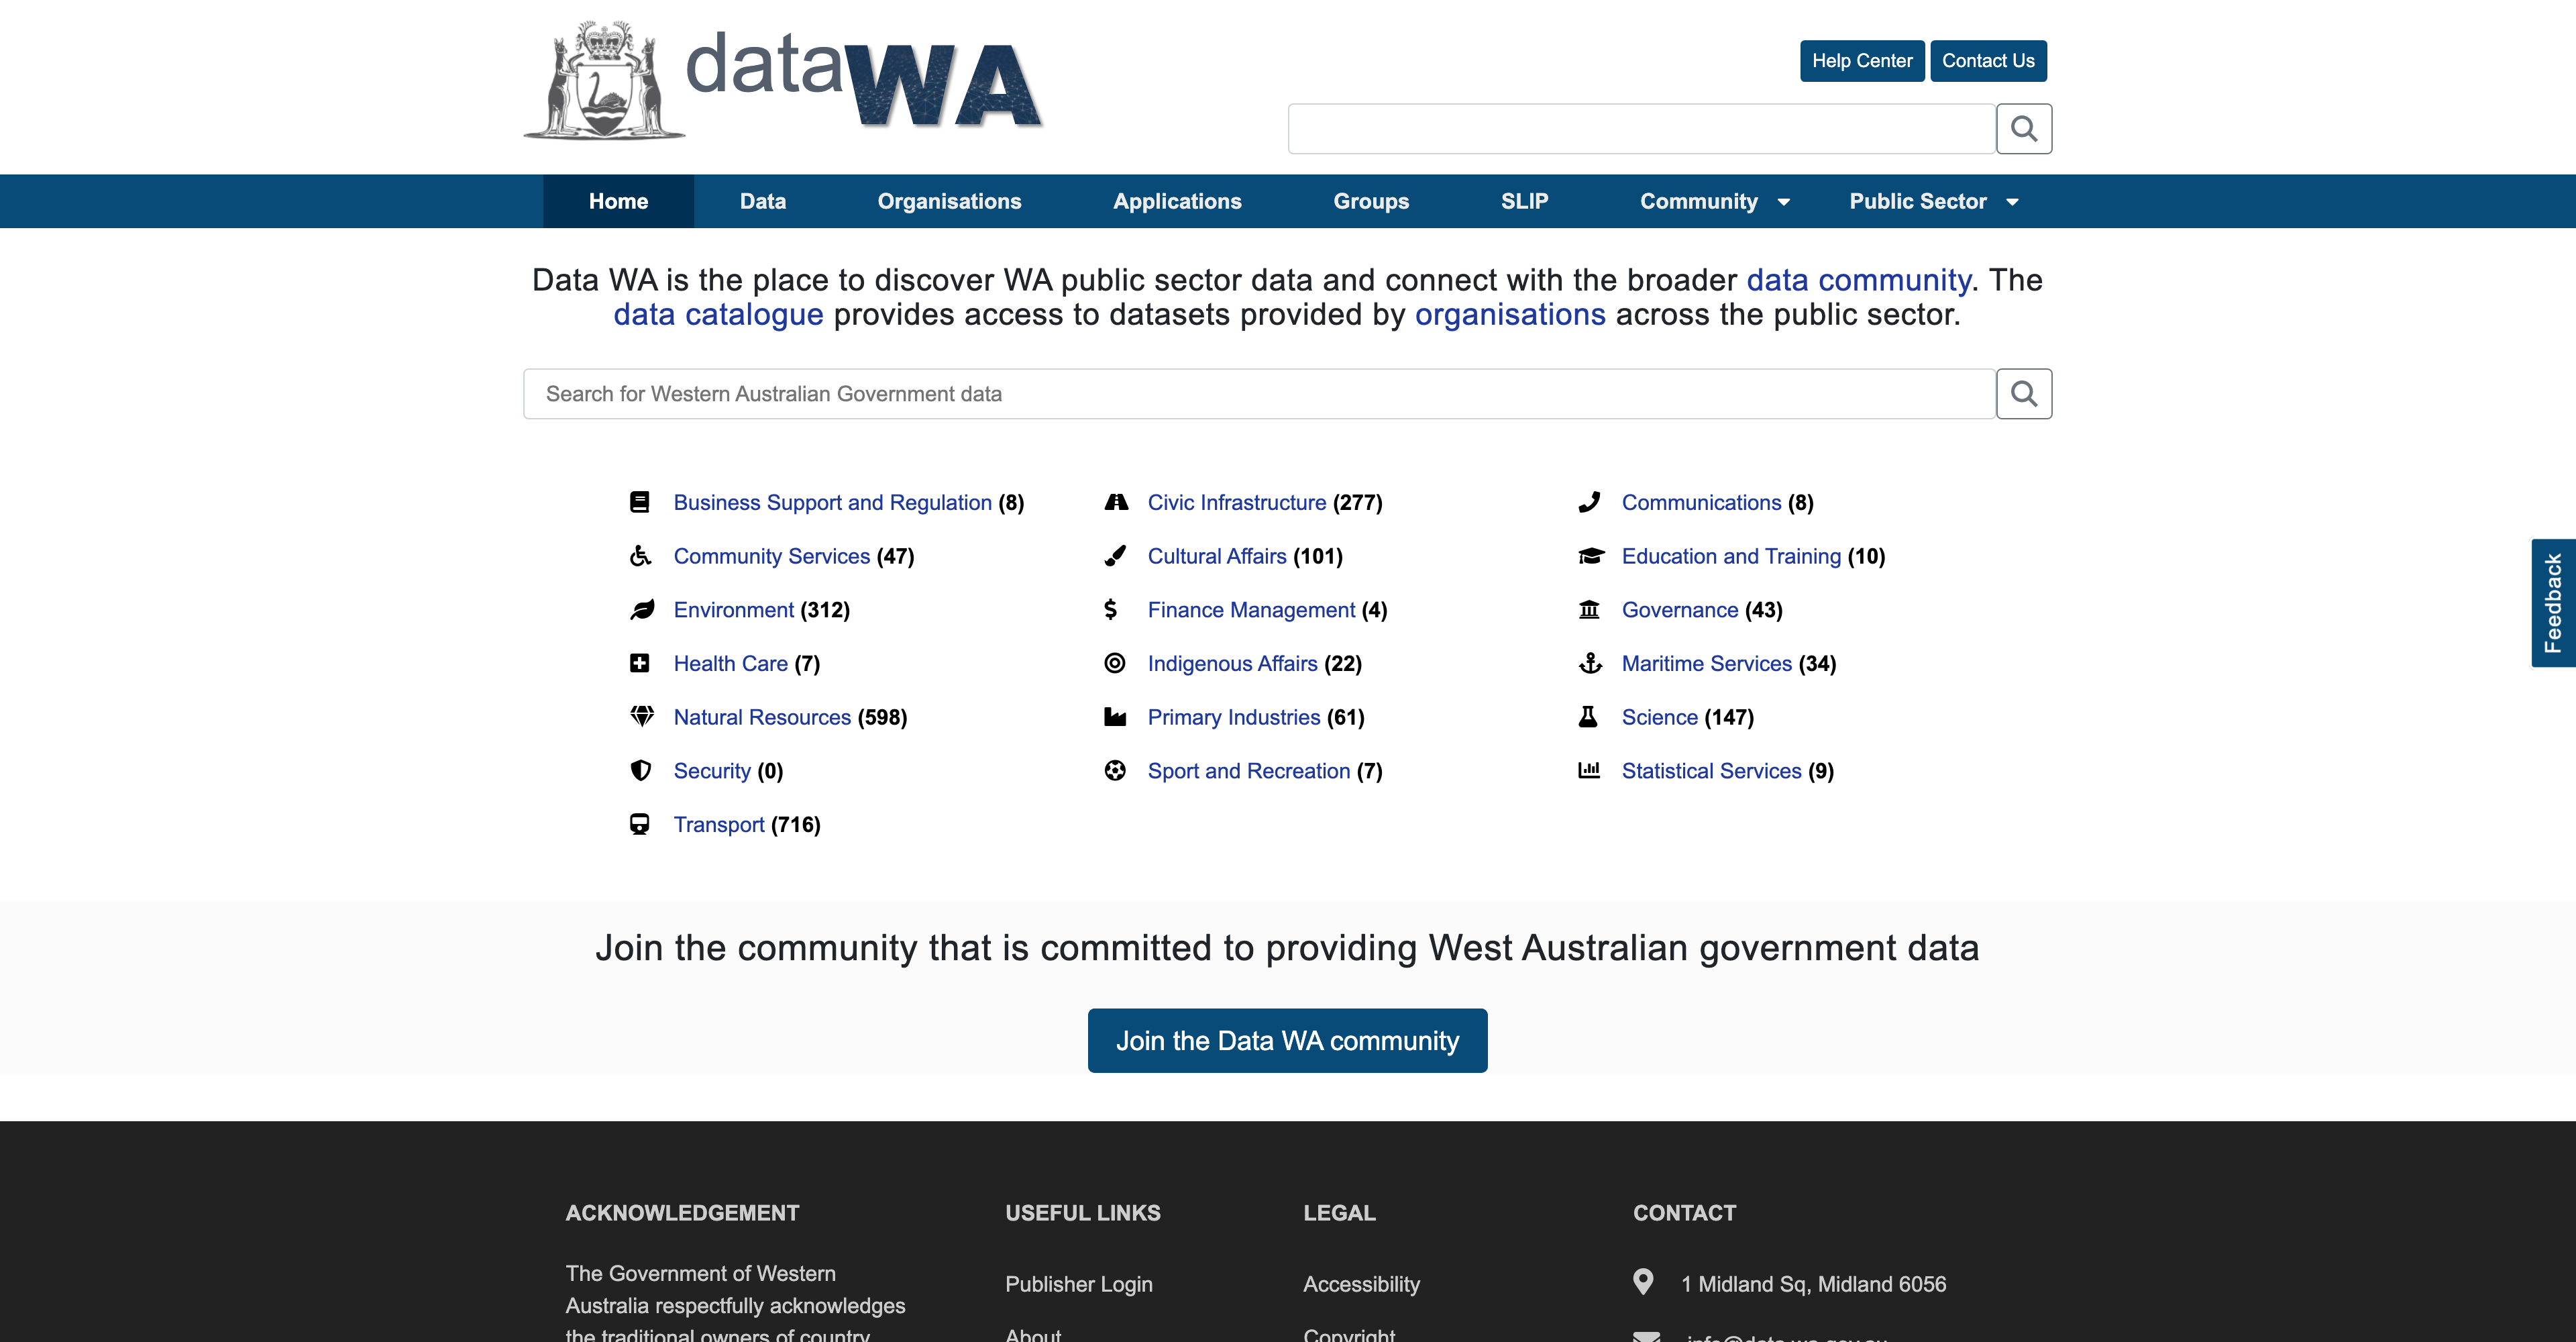 dataWA
Help Center
Contact Us
Home
Data
Organisations
Applications
Groups
SLIP
Community
Public Sector
Data WA is the place to discover WA public sector data and connect with the broader data community. The
data catalogue provides access to datasets provided by organisations across the public sector.
Search for Western Australian Government data
Business Support and Regulation (8)
Civic Infrastructure (277)
Communications (8)
Community Services (47)
Cultural Affairs (101)
Education and Training (10)
Environment (312)
Finance Management (4)
Governance (43)
Health Care (7)
Indigenous Affairs (22)
Maritime Services (34)
Natural Resources (598)
Primary Industries (61)
Science (147)
Security (0)
Sport and Recreation (7)
Statistical Services (9)
Transport (716)
Feedback
Join the community that is committed to providing West Australian government data
Join the Data WA community
ACKNOWLEDGEMENT
The Government of Western
Australia respectfully acknowledges
the traditional owners of country
USEFUL LINKS
Publisher Login
About
LEGAL
Accessibility
Copyright
CONTACT
1 Midland Sq, Midland 6056
info@data.wa.gov.au